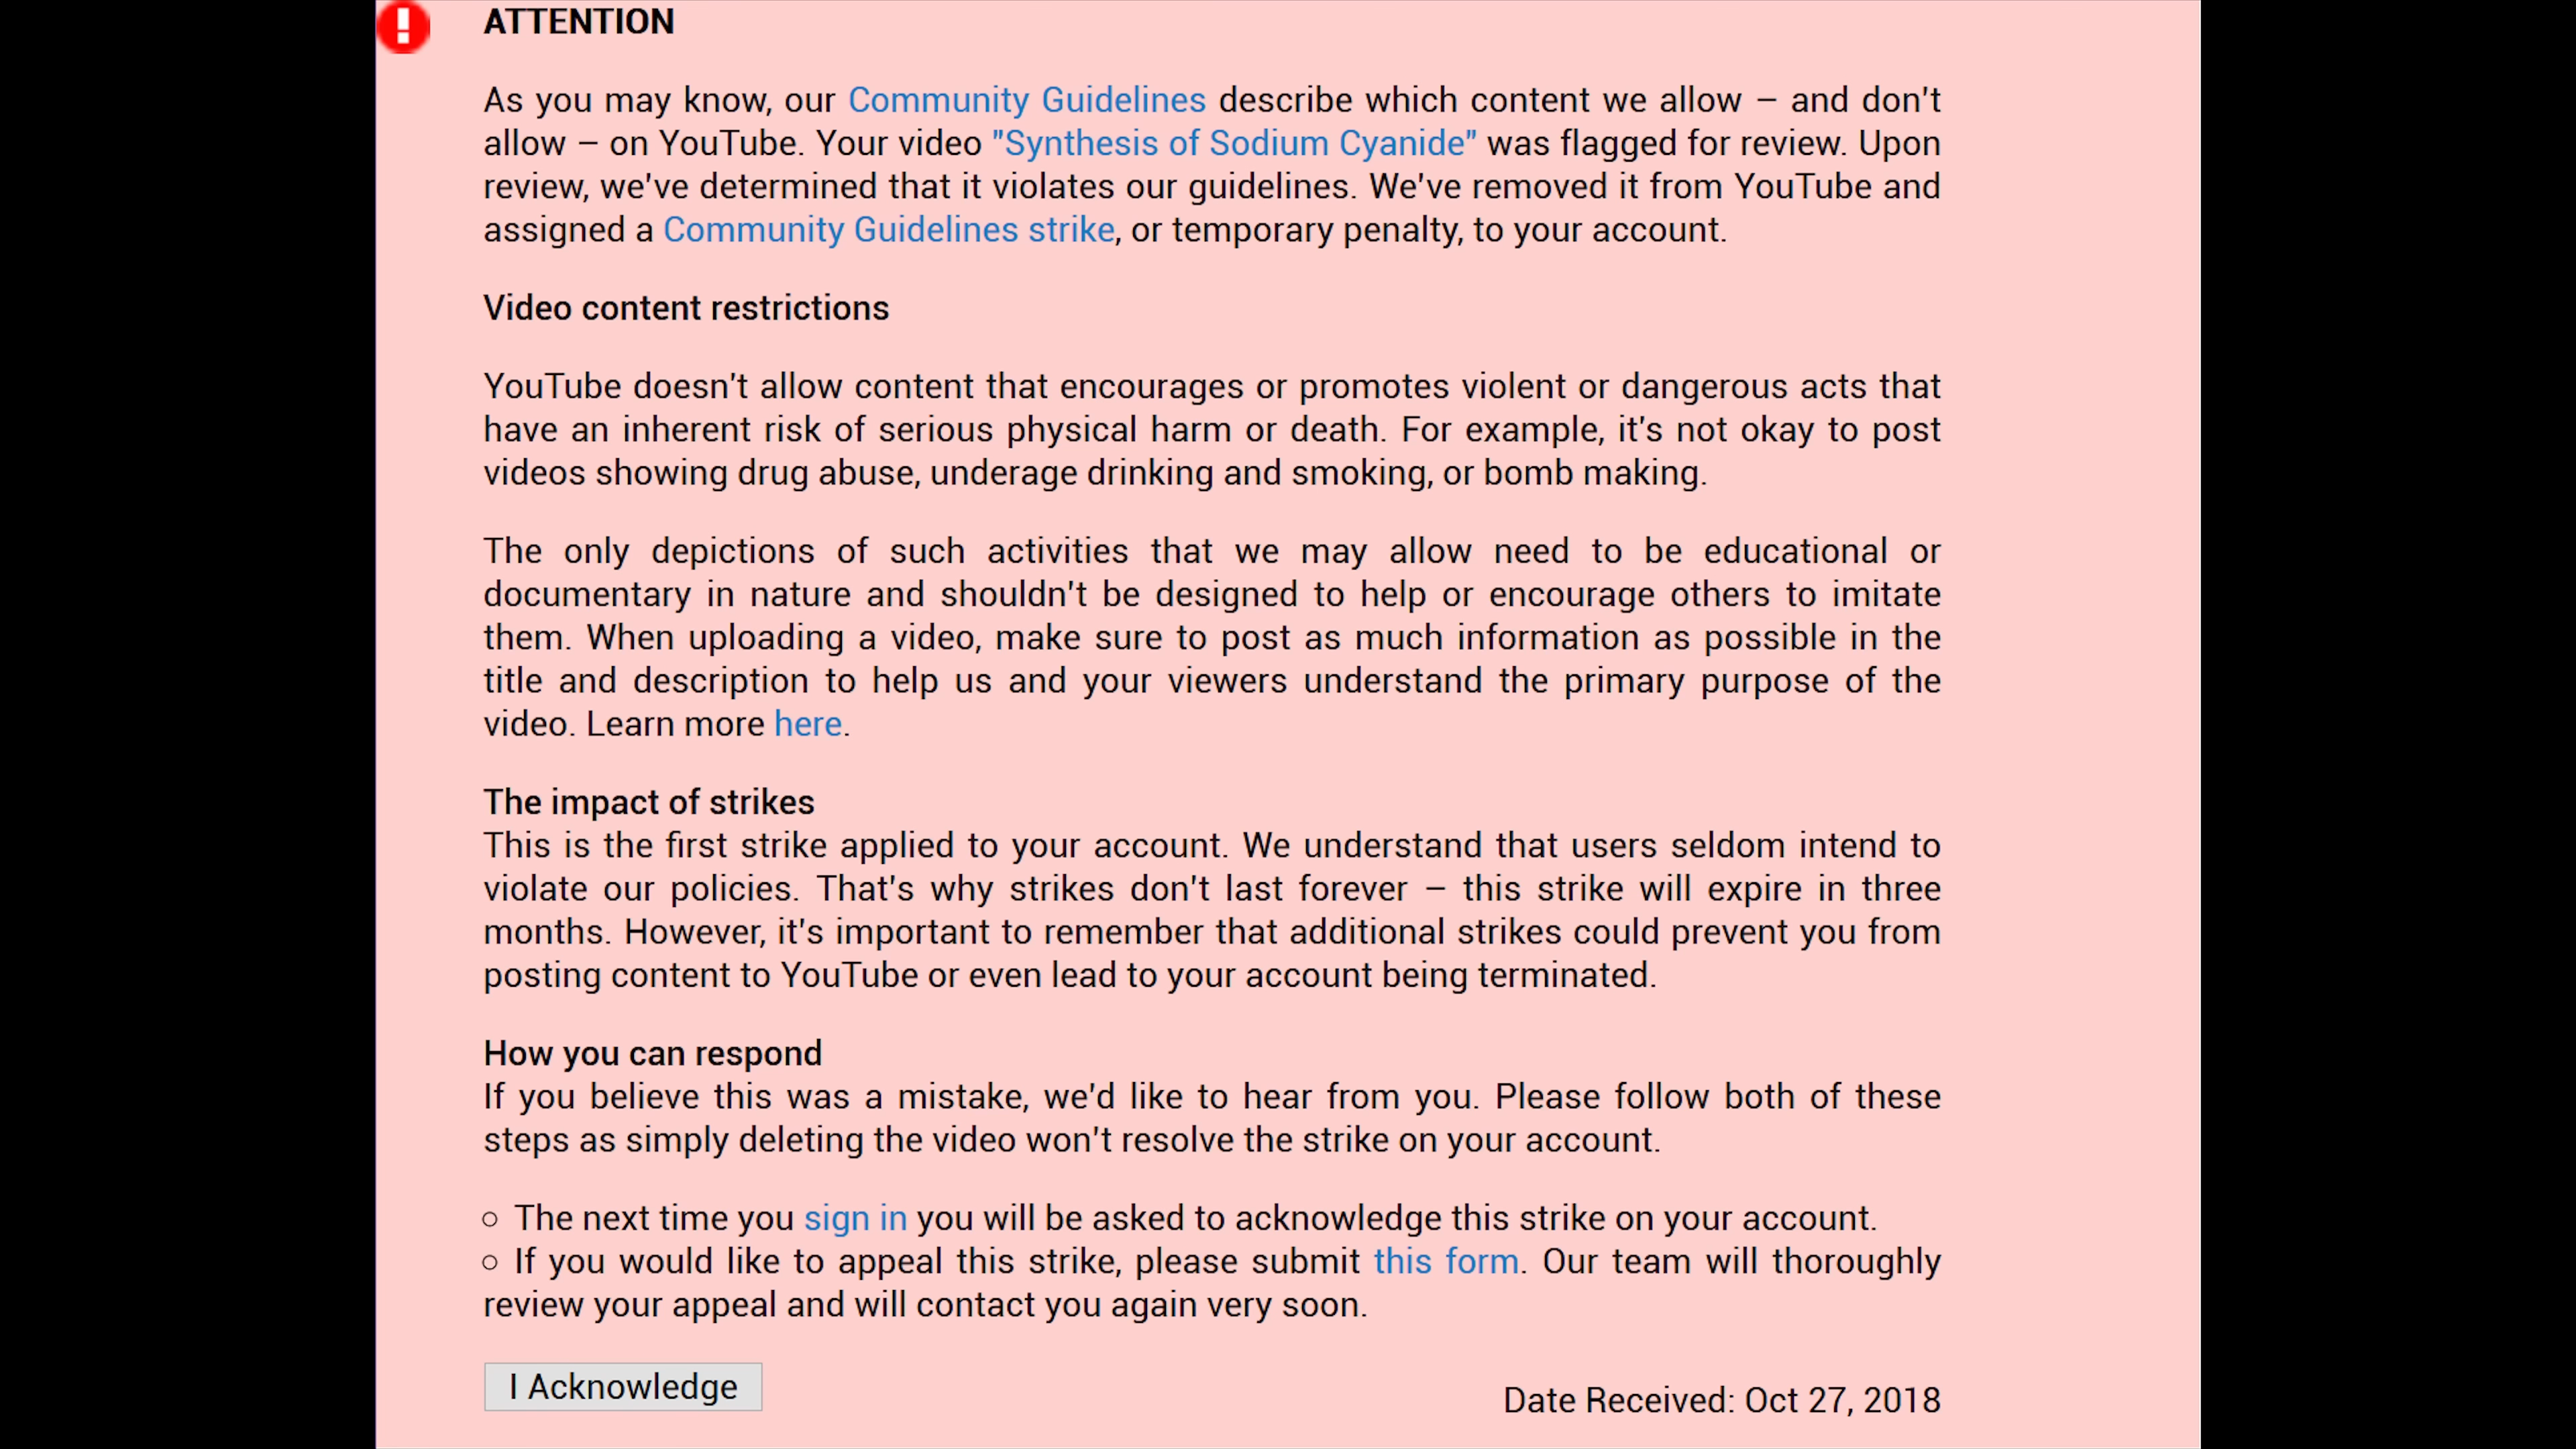 ATTENTION
As you may know, our Community Guidelines describe which content we allow – and don't
allow – on YouTube. Your video "Synthesis of Sodium Cyanide" was flagged for review. Upon
review, we've determined that it violates our guidelines. We've removed it from YouTube and
assigned a Community Guidelines strike, or temporary penalty, to your account.
Video content restrictions
YouTube doesn't allow content that encourages or promotes violent or dangerous acts that
have an inherent risk of serious physical harm or death. For example, it's not okay to post
videos showing drug abuse, underage drinking and smoking, or bomb making.
The only depictions of such activities that we may allow need to be educational or
documentary in nature and shouldn't be designed to help or encourage others to imitate
them. When uploading a video, make sure to post as much information as possible in the
title and description to help us and your viewers understand the primary purpose of the
video. Learn more here.
The impact of strikes
This is the first strike applied to your account. We understand that users seldom intend to
violate our policies. That's why strikes don't last forever – this strike will expire in three
months. However, it's important to remember that additional strikes could prevent you from
posting content to YouTube or even lead to your account being terminated.
How you can respond
If you believe this was a mistake, we'd like to hear from you. Please follow both of these
steps as simply deleting the video won't resolve the strike on your account.
○ The next time you sign in you will be asked to acknowledge this strike on your account.
○ If you would like to appeal this strike, please submit this form. Our team will thoroughly
review your appeal and will contact you again very soon.
I Acknowledge
Date Received: Oct 27, 2018